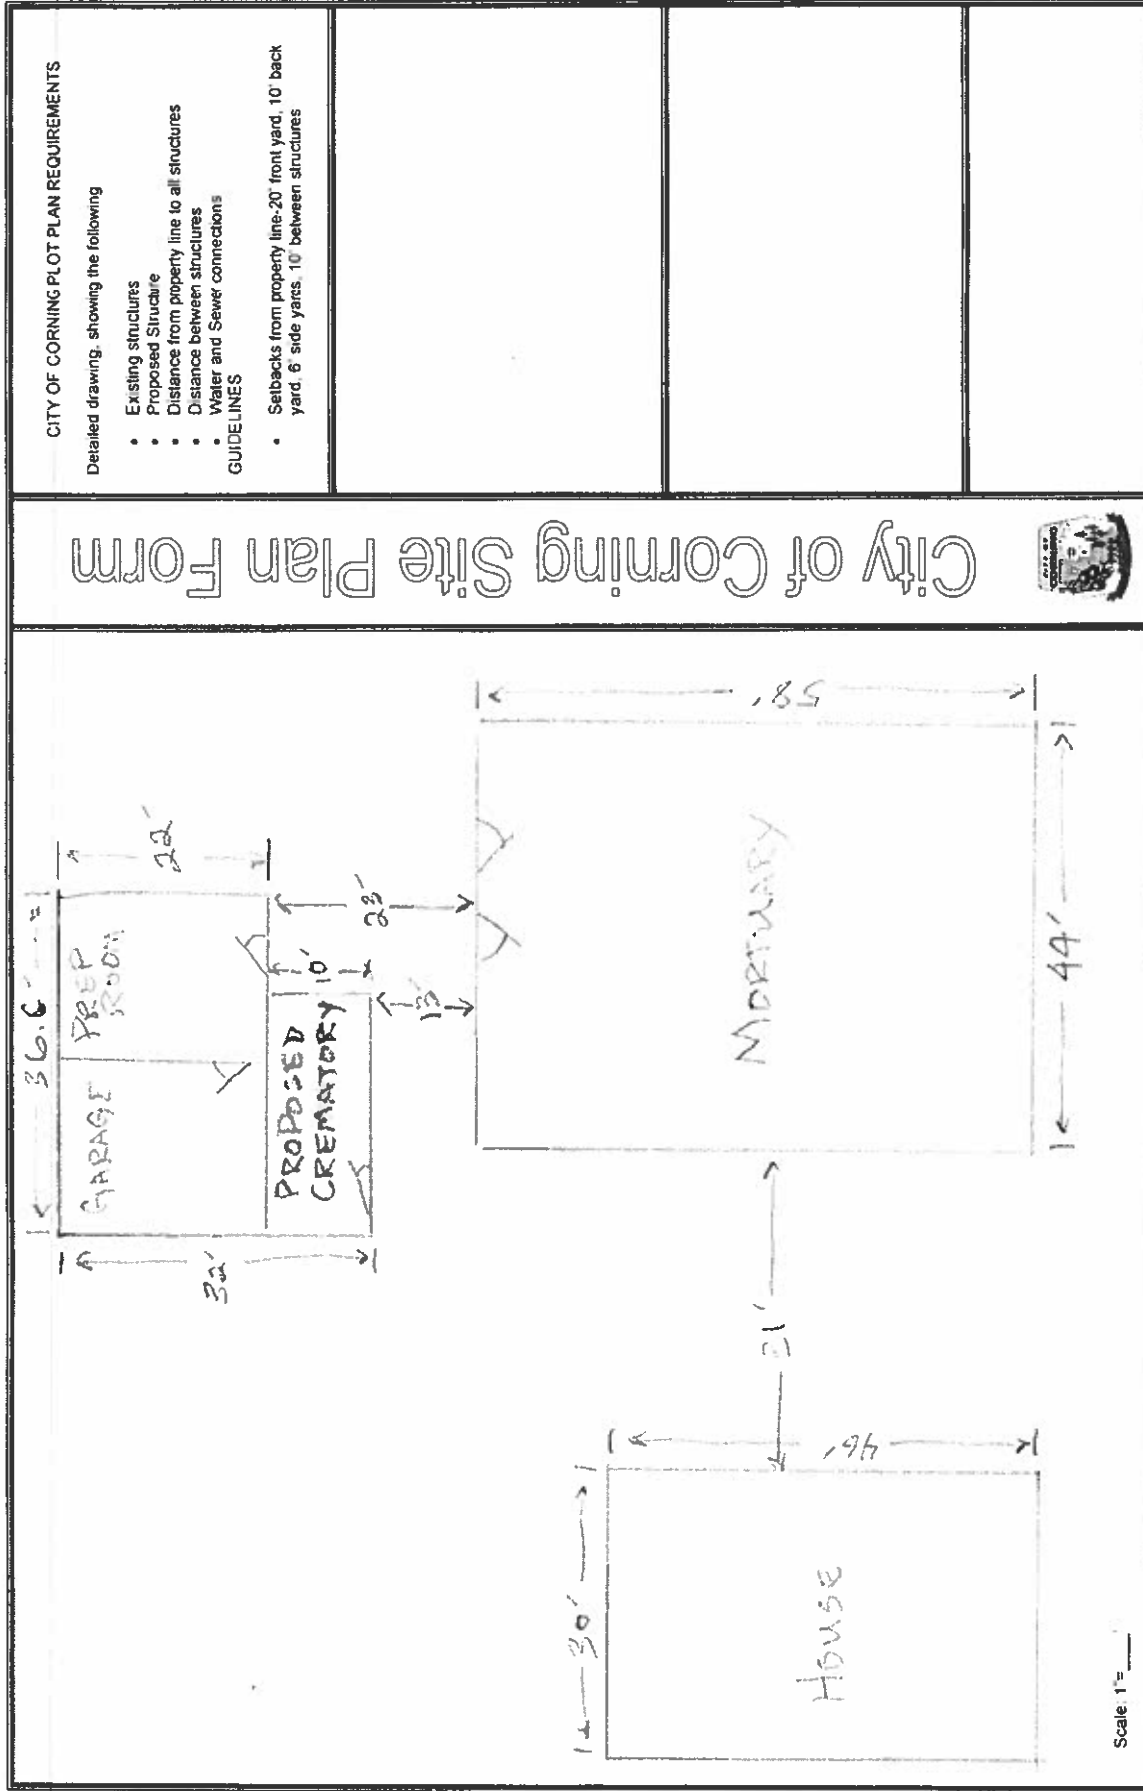 CITY OF CORNING PLOT PLAN REQUIREMENTS
Detailed drawing, showing the following
• Existing structures
• Proposed Structure
• Distance from property line to all structures
• Distance between structures
• Water and Sewer connections
GUIDELINES
• Setbacks from property line-20' front yard, 10' back
yard, 6' side yards, 10' between structures
City of Corning Site Plan Form
36.6'
GARAGE
PREP
ROOM
22'
32'
PROPOSED
CREMATORY
10'
23'
13'
MORTUARY
58'
44'
31'
30'
HOUSE
46'
Scale: 1"=___